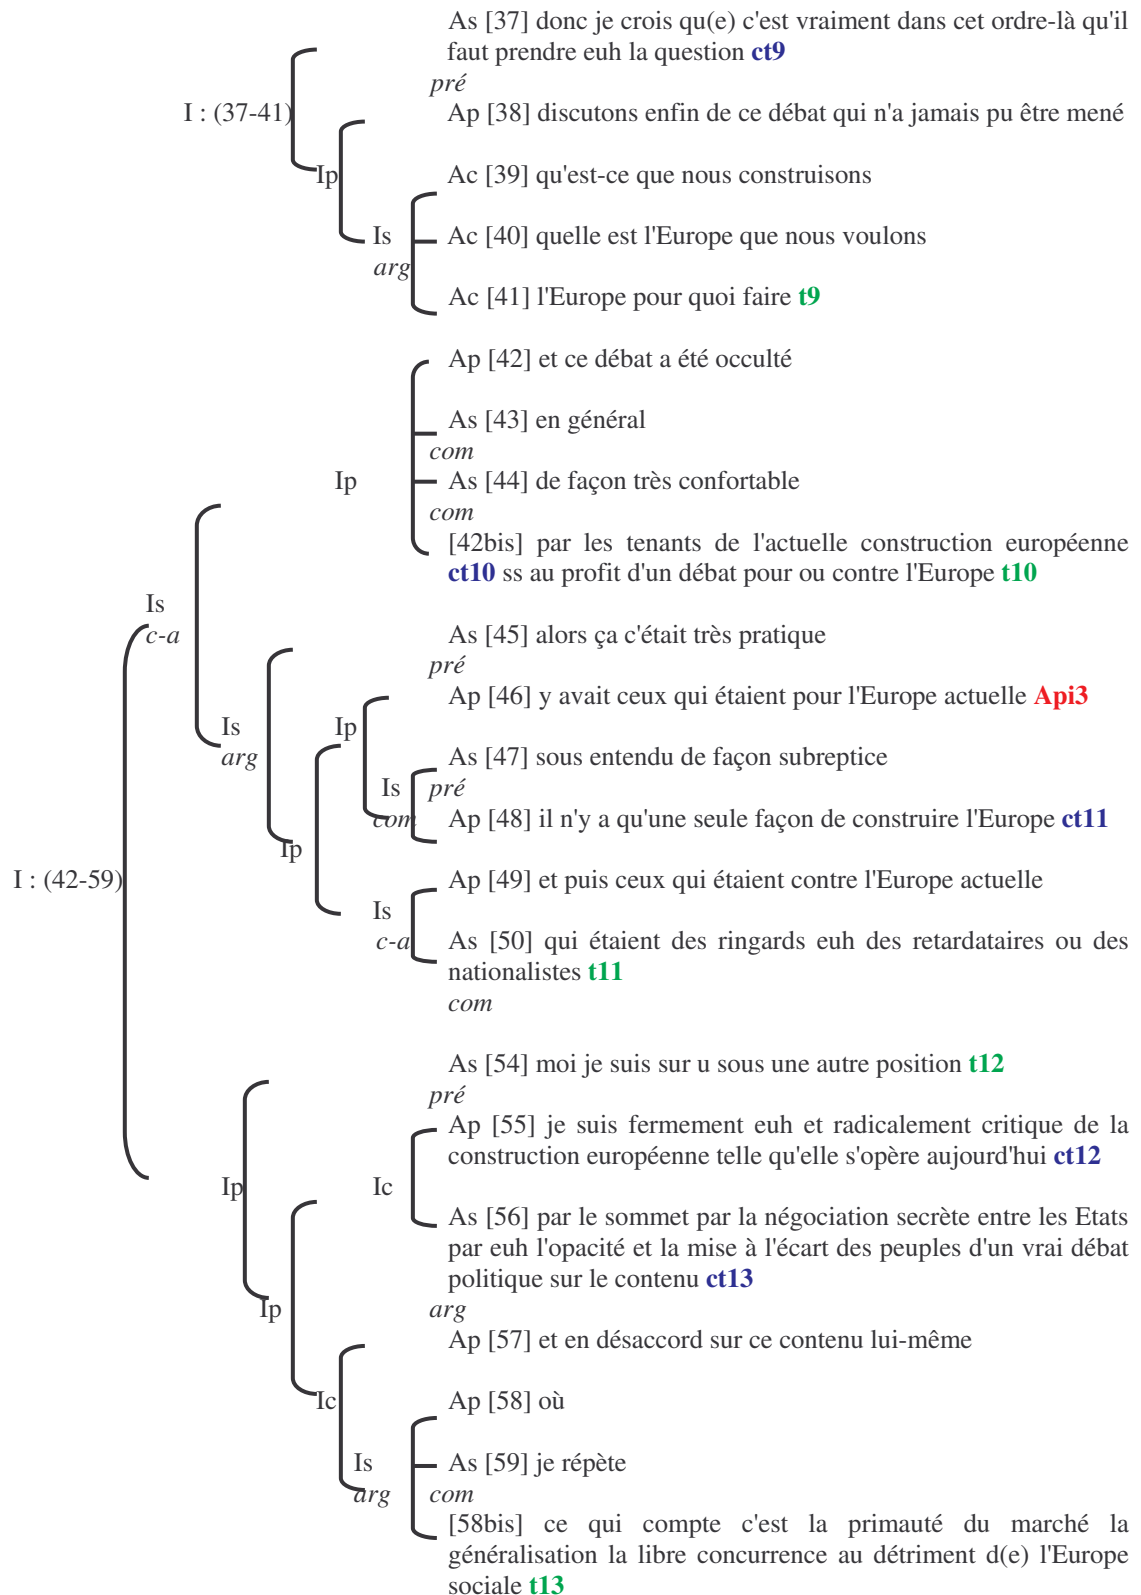 As [37] donc je crois qu(e) c'est vraiment dans cet ordre-là qu'il
faut prendre euh la question ct9
pré
I : (37-41)
Ap [38] discutons enfin de ce débat qui n'a jamais pu être mené
Ip
Ac [39] qu'est-ce que nous construisons
Is
arg
Ac [40] quelle est l'Europe que nous voulons
Ac [41] l'Europe pour quoi faire t9
Ap [42] et ce débat a été occulté
As [43] en général
com
Ip
As [44] de façon très confortable
com
[42bis] par les tenants de l'actuelle construction européenne
ct10 ss au profit d'un débat pour ou contre l'Europe t10
Is
c-a
As [45] alors ça c'était très pratique
pré
Ap [46] y avait ceux qui étaient pour l'Europe actuelle Api3
Is
arg
Ip
As [47] sous entendu de façon subreptice
Is
com
pré
Ap [48] il n'y a qu'une seule façon de construire l'Europe ct11
Ip
I : (42-59)
Ap [49] et puis ceux qui étaient contre l'Europe actuelle
Is
c-a
As [50] qui étaient des ringards euh des retardataires ou des
nationalistes t11
com
As [54] moi je suis sur u sous une autre position t12
pré
Ap [55] je suis fermement euh et radicalement critique de la
construction européenne telle qu'elle s'opère aujourd'hui ct12
Ip
Ic
As [56] par le sommet par la négociation secrète entre les Etats
par euh l'opacité et la mise à l'écart des peuples d'un vrai débat
politique sur le contenu ct13
arg
Ip
Ap [57] et en désaccord sur ce contenu lui-même
Ic
Ap [58] où
Is
arg
As [59] je répète
com
[58bis] ce qui compte c'est la primauté du marché la
généralisation la libre concurrence au détriment d(e) l'Europe
sociale t13